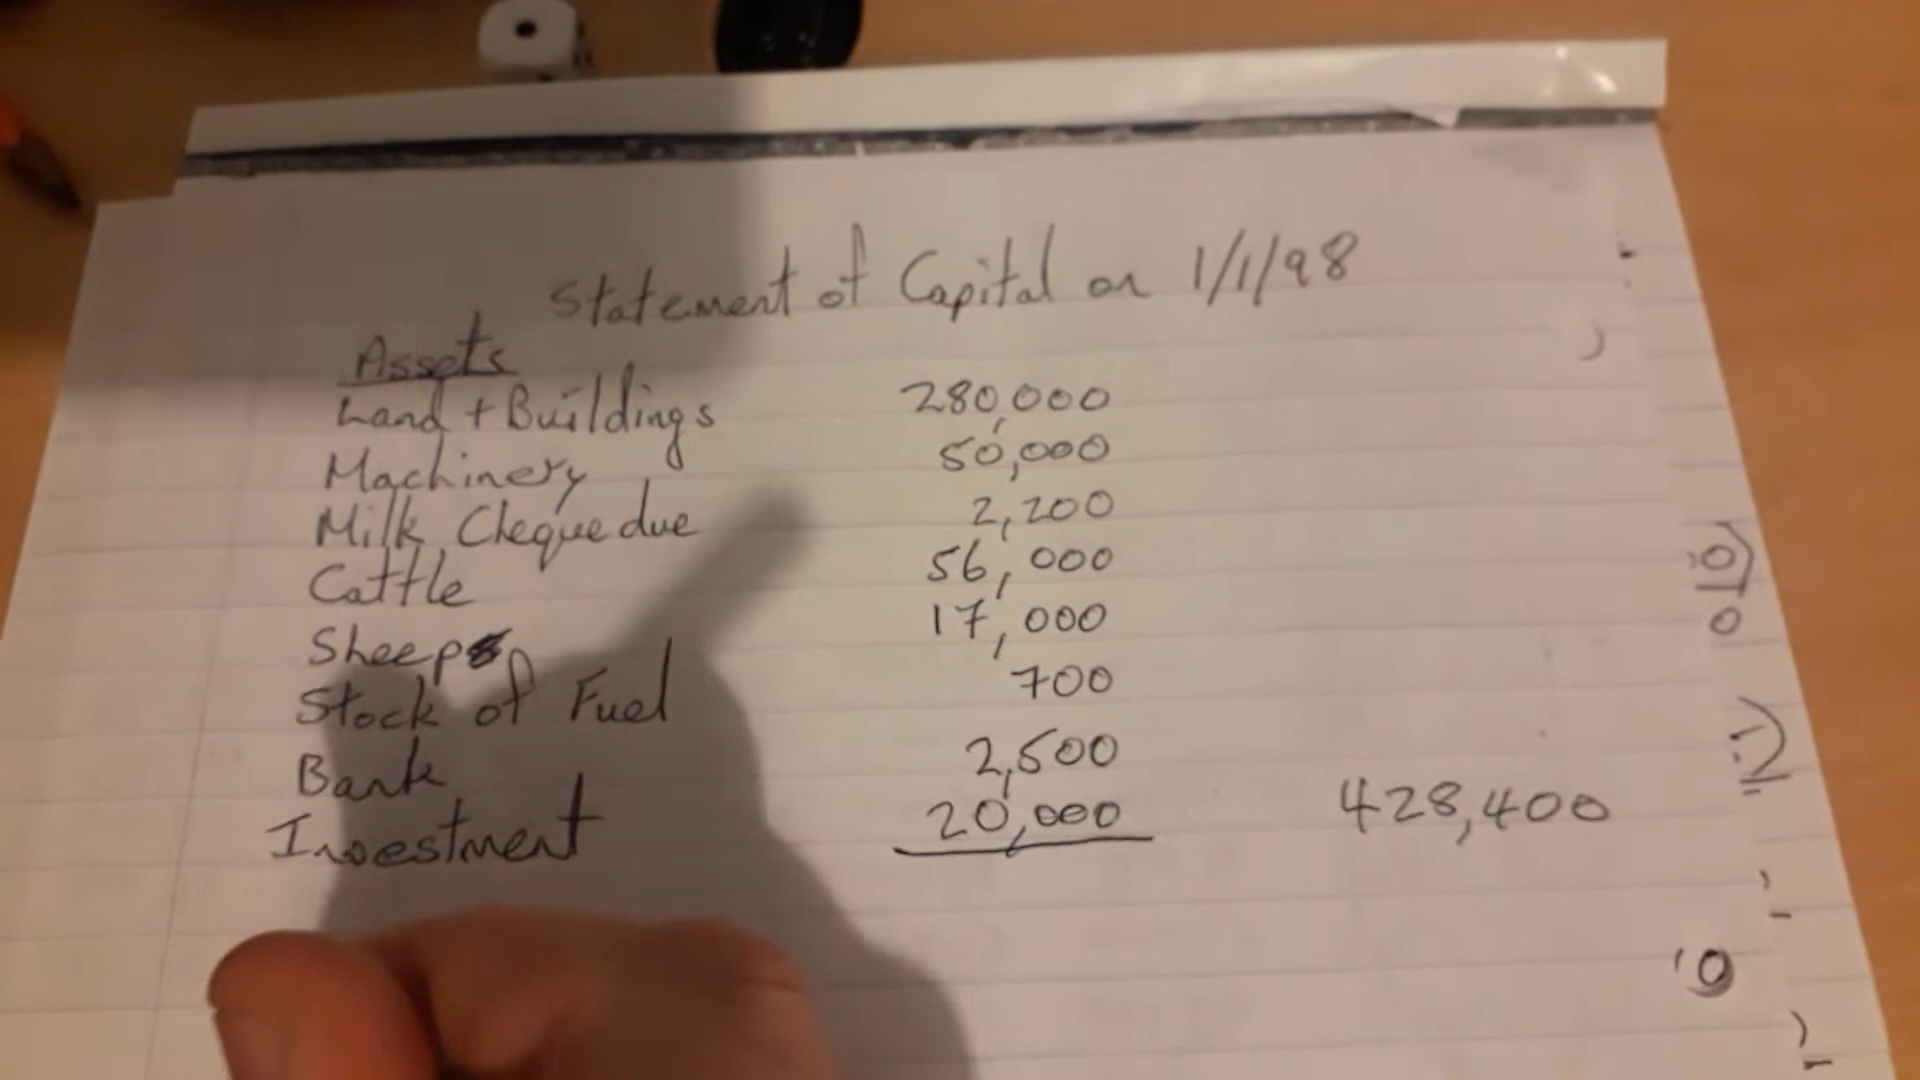 Statement of Capital on 1/1/98
Assets
Land + Buildings 280,000
Machinery 50,000
Milk Cheque due 2,200
Cattle 56,000
Sheep 17,000
Stock of Fuel 700
Bank 2,500
Investment 20,000 428,400